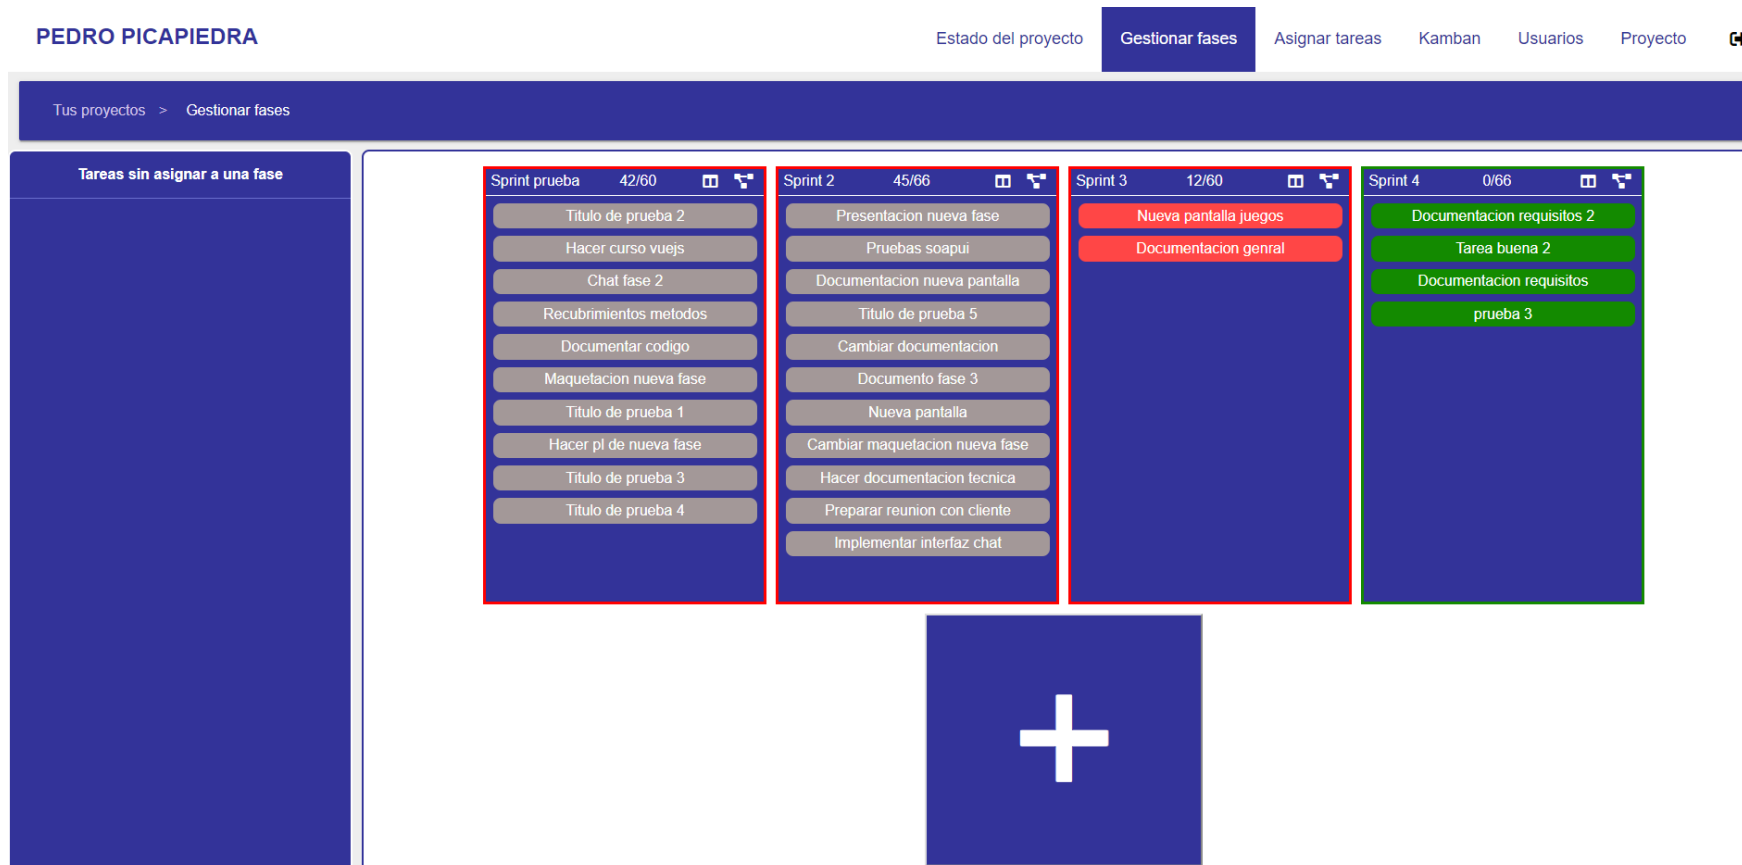 PEDRO PICAPIEDRA
Estado del proyecto
Gestionar fases
Asignar tareas
Kamban
Usuarios
Proyecto
Tus proyectos > Gestionar fases
Tareas sin asignar a una fase
Sprint prueba 42/60
Titulo de prueba 2
Hacer curso vuejs
Chat fase 2
Recubrimientos metodos
Documentar codigo
Maquetacion nueva fase
Titulo de prueba 1
Hacer pl de nueva fase
Titulo de prueba 3
Titulo de prueba 4
Sprint 2 45/66
Presentacion nueva fase
Pruebas soapui
Documentacion nueva pantalla
Titulo de prueba 5
Cambiar documentacion
Documento fase 3
Nueva pantalla
Cambiar maquetacion nueva fase
Hacer documentacion tecnica
Preparar reunion con cliente
Implementar interfaz chat
Sprint 3 12/60
Nueva pantalla juegos
Documentacion genral
Sprint 4 0/66
Documentacion requisitos 2
Tarea buena 2
Documentacion requisitos
prueba 3